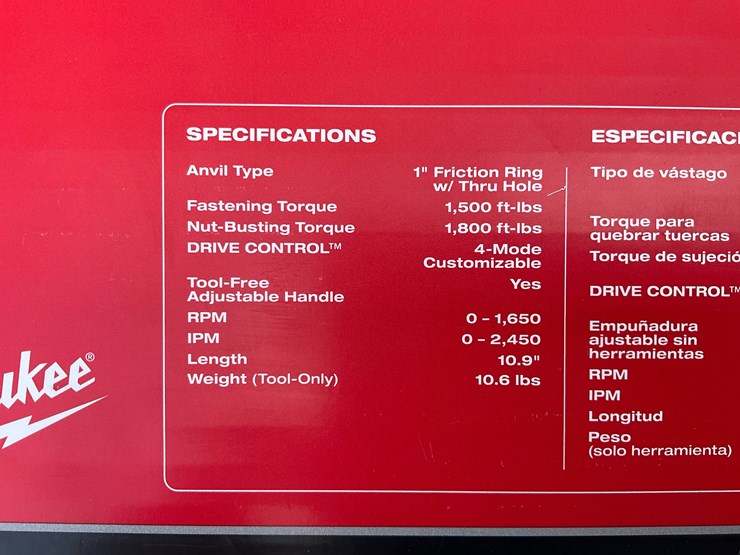 SPECIFICATIONS
Anvil Type 1" Friction Ring
w/ Thru Hole
Fastening Torque 1,500 ft-lbs
Nut-Busting Torque 1,800 ft-lbs
DRIVE CONTROL™ 4-Mode
Customizable
Tool-Free Yes
Adjustable Handle
RPM 0 – 1,650
IPM 0 – 2,450
Length 10.9"
Weight (Tool-Only) 10.6 lbs
ESPECIFICACI
Tipo de vástago
Torque para
quebrar tuercas
Torque de sujeció
DRIVE CONTROL™
Empuñadura
ajustable sin
herramientas
RPM
IPM
Longitud
Peso
(solo herramienta)
ukee®